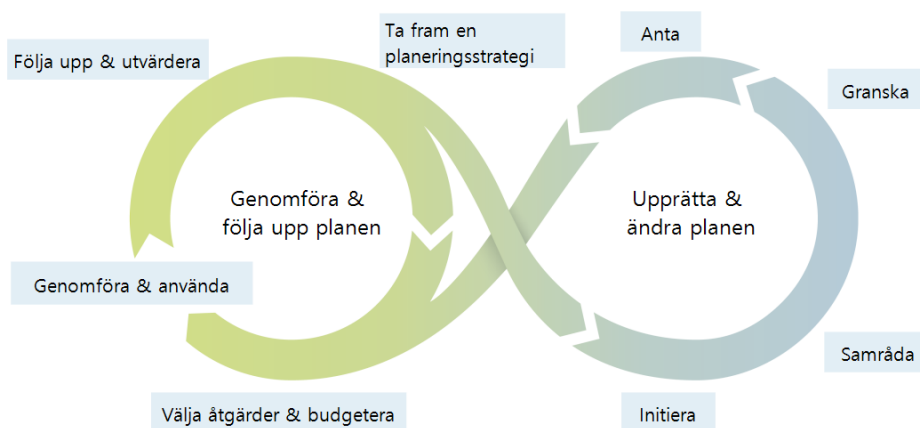 Ta fram en
planeringsstrategi
Anta
Följa upp & utvärdera
Granska
Genomföra &
följa upp planen
Upprätta &
ändra planen
Genomföra & använda
Samråda
Välja åtgärder & budgetera
Initiera